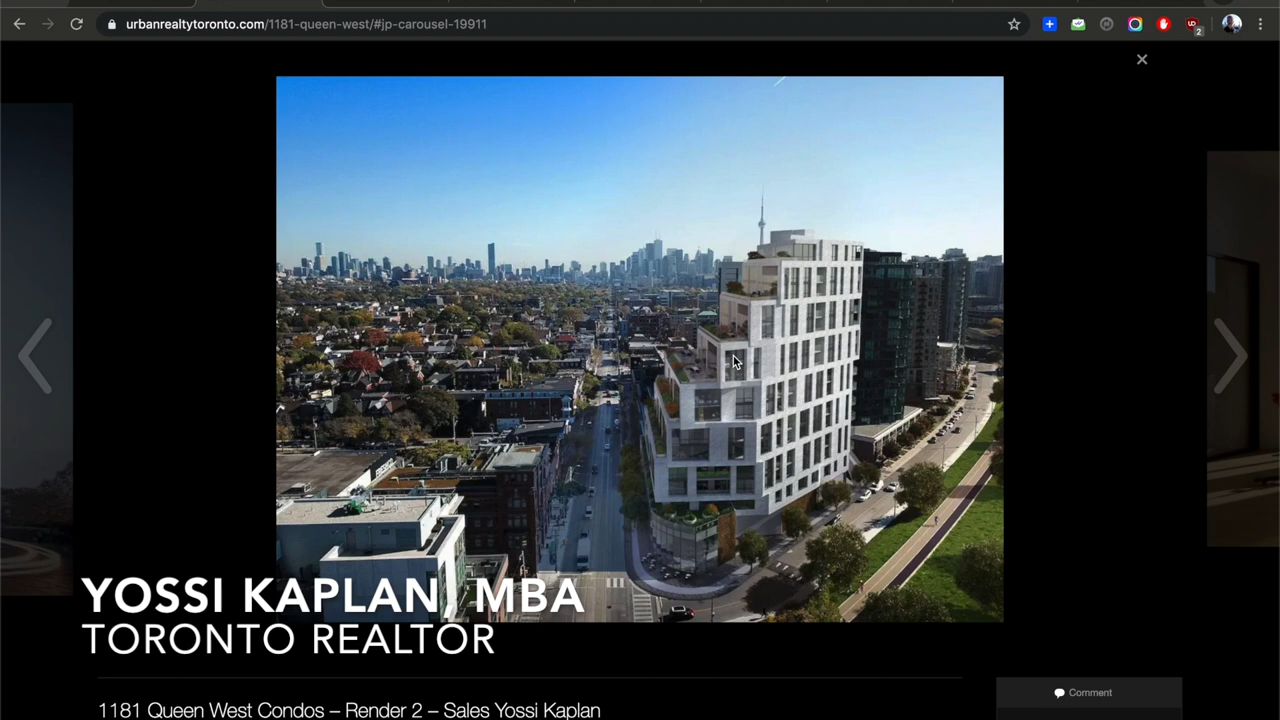 urbanrealtytoronto.com/1181-queen-west/#jp-carousel-19911
2
YOSSI KAPLAN, MBA
TORONTO REALTOR
1181 Queen West Condos – Render 2 – Sales Yossi Kaplan
Comment